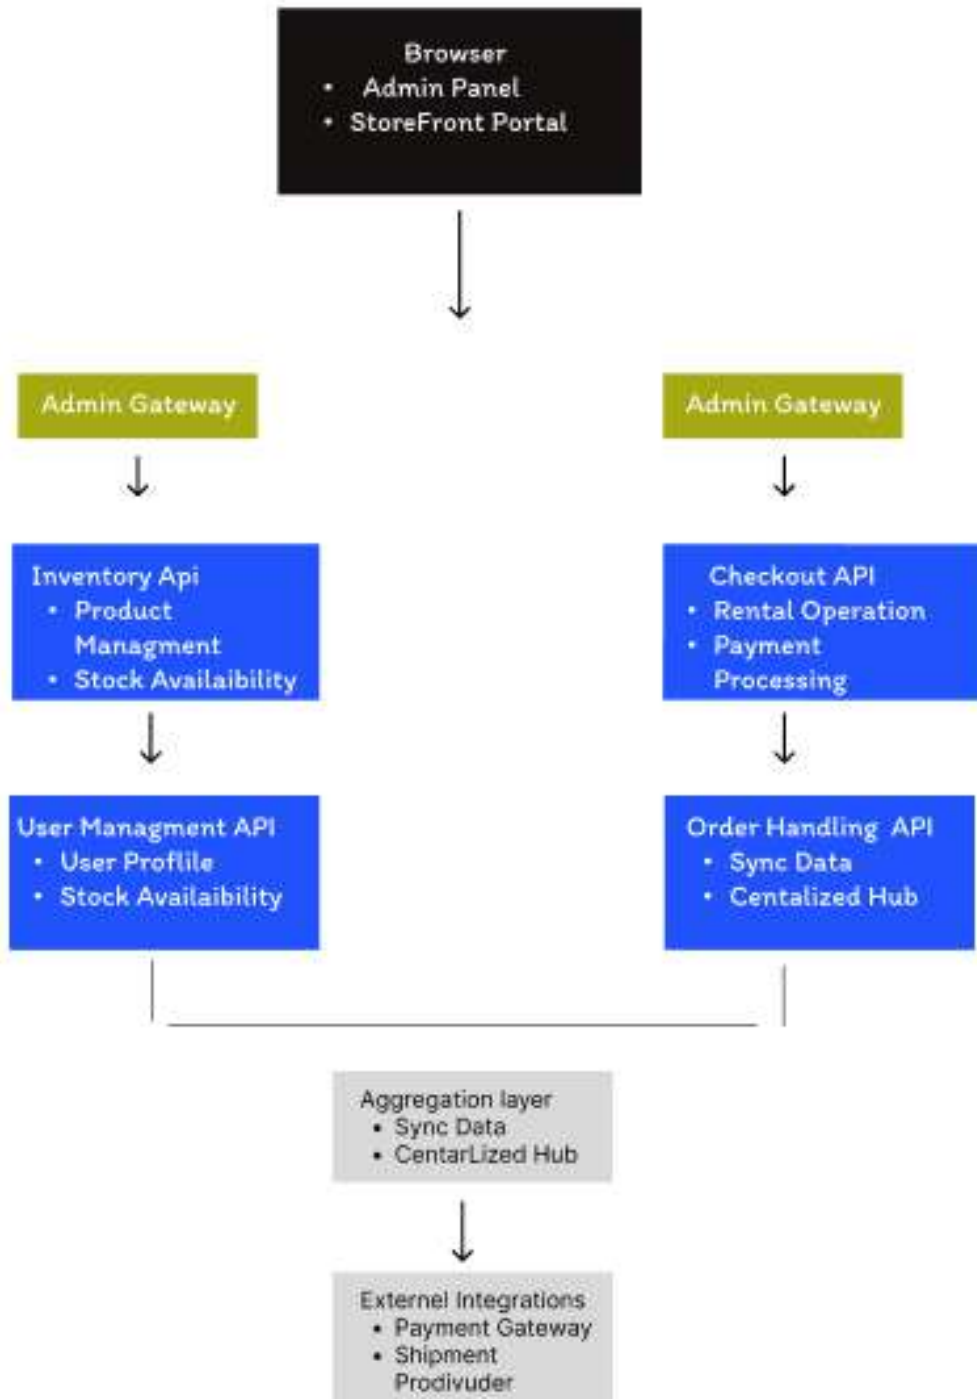 Browser
• Admin Panel
• StoreFront Portal
Admin Gateway
Admin Gateway
Inventory Api
• Product
Managment
• Stock Availaibility
Checkout API
• Rental Operation
• Payment
Processing
User Managment API
• User Proflile
• Stock Availaibility
Order Handling API
• Sync Data
• Centalized Hub
Aggregation layer
• Sync Data
• CentarLized Hub
Externel Integrations
• Payment Gateway
• Shipment
Prodivuder